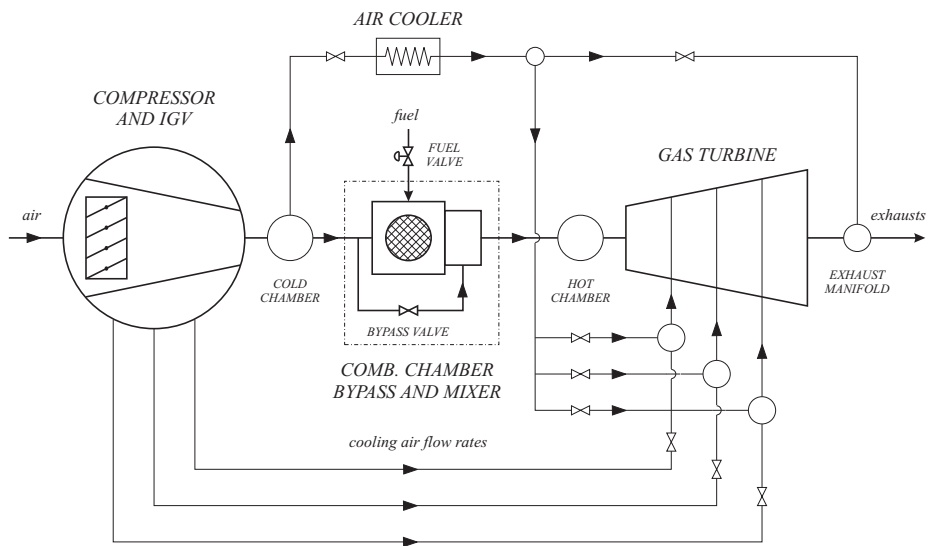 AIR COOLER
COMPRESSOR
AND IGV
fuel
FUEL
VALVE
GAS TURBINE
air
exhausts
COLD
CHAMBER
HOT
CHAMBER
EXHAUST
MANIFOLD
BYPASS VALVE
COMB. CHAMBER
BYPASS AND MIXER
cooling air flow rates